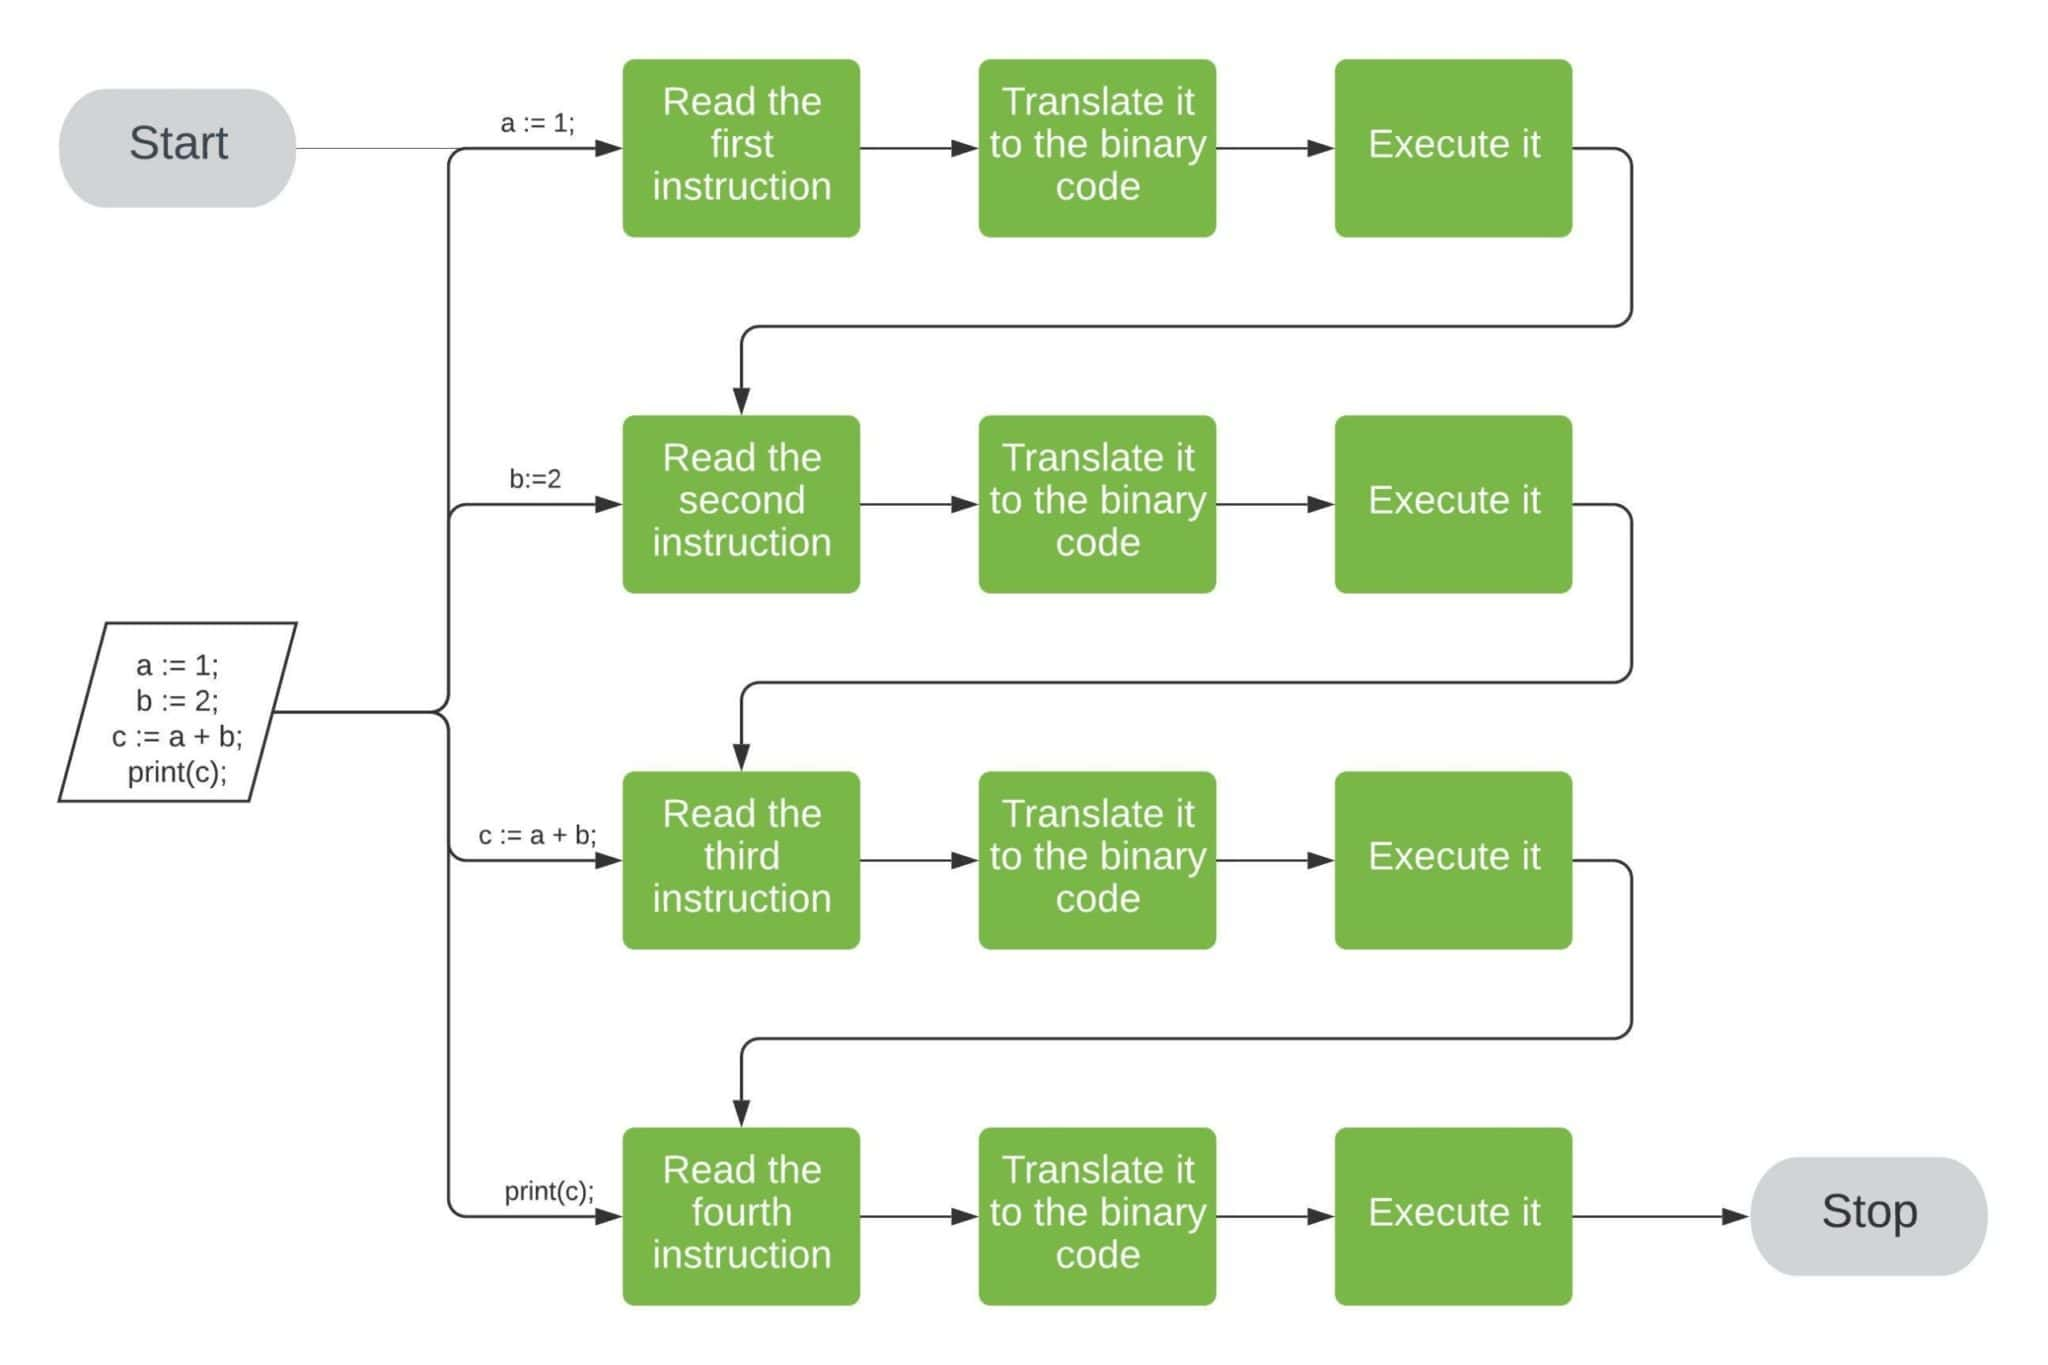 Start
a := 1;
Read the
first
instruction
Translate it
to the binary
code
Execute it
b:=2
Read the
second
instruction
Translate it
to the binary
code
Execute it
a := 1;
b := 2;
c := a + b;
print(c);
c := a + b;
Read the
third
instruction
Translate it
to the binary
code
Execute it
print(c);
Read the
fourth
instruction
Translate it
to the binary
code
Execute it
Stop